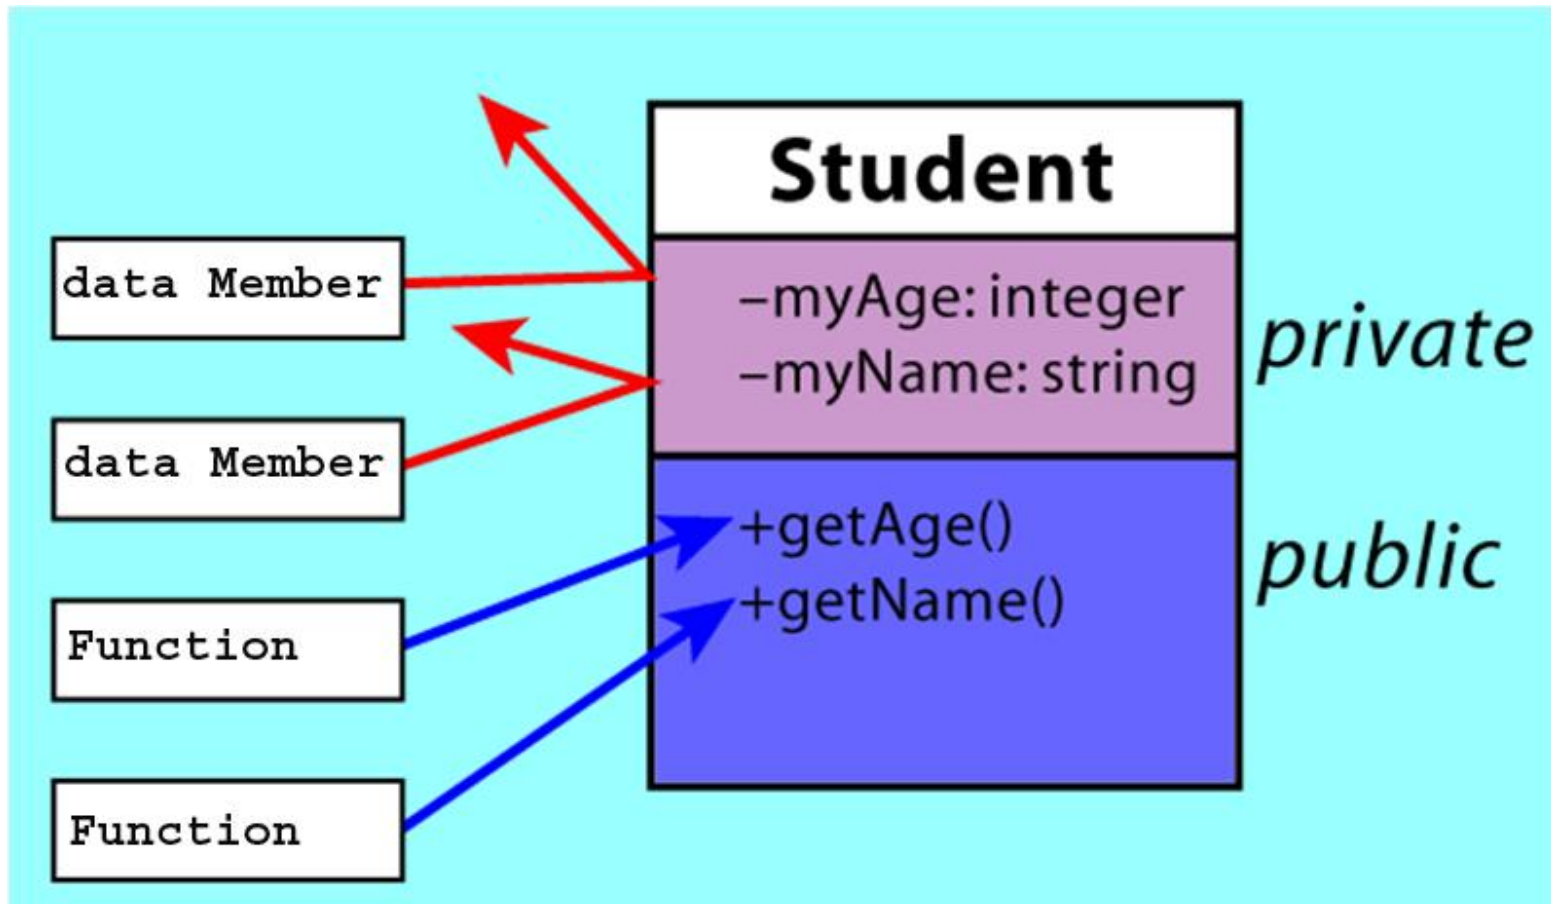 Student
data Member
–myAge: integer
private
–myName: string
data Member
+getAge()
public
+getName()
Function
Function